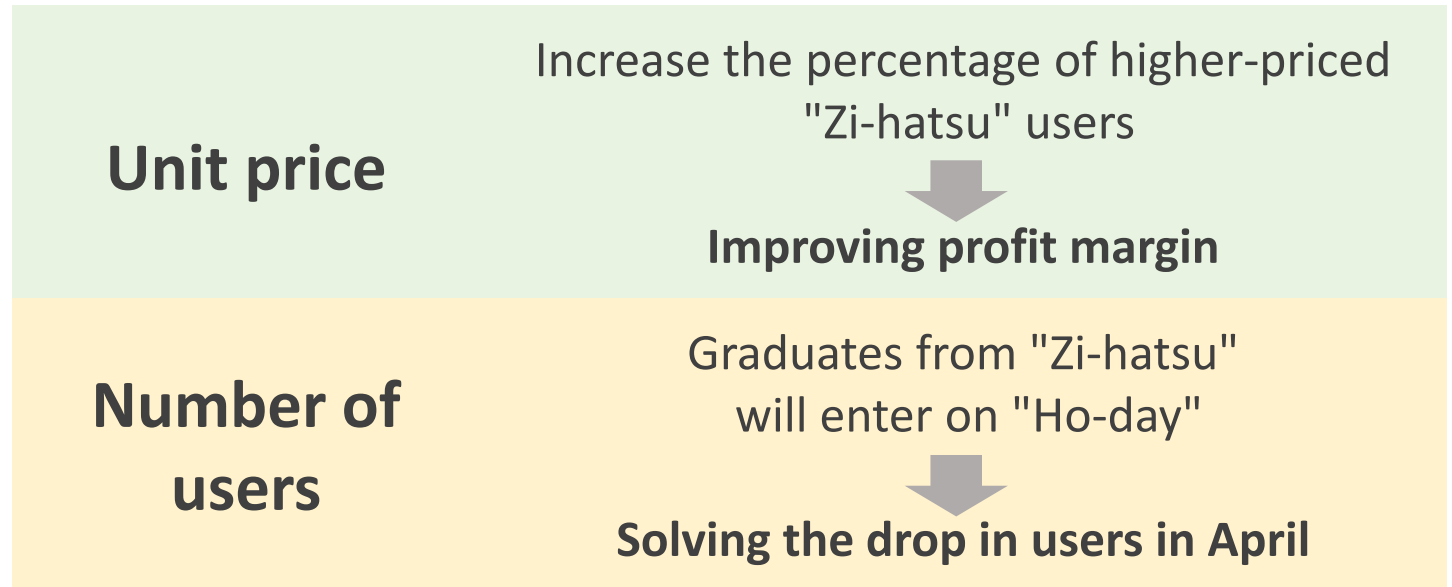 Unit price
Increase the percentage of higher-priced
"Zi-hatsu" users
Improving profit margin
Number of
users
Graduates from "Zi-hatsu"
will enter on "Ho-day"
Solving the drop in users in April